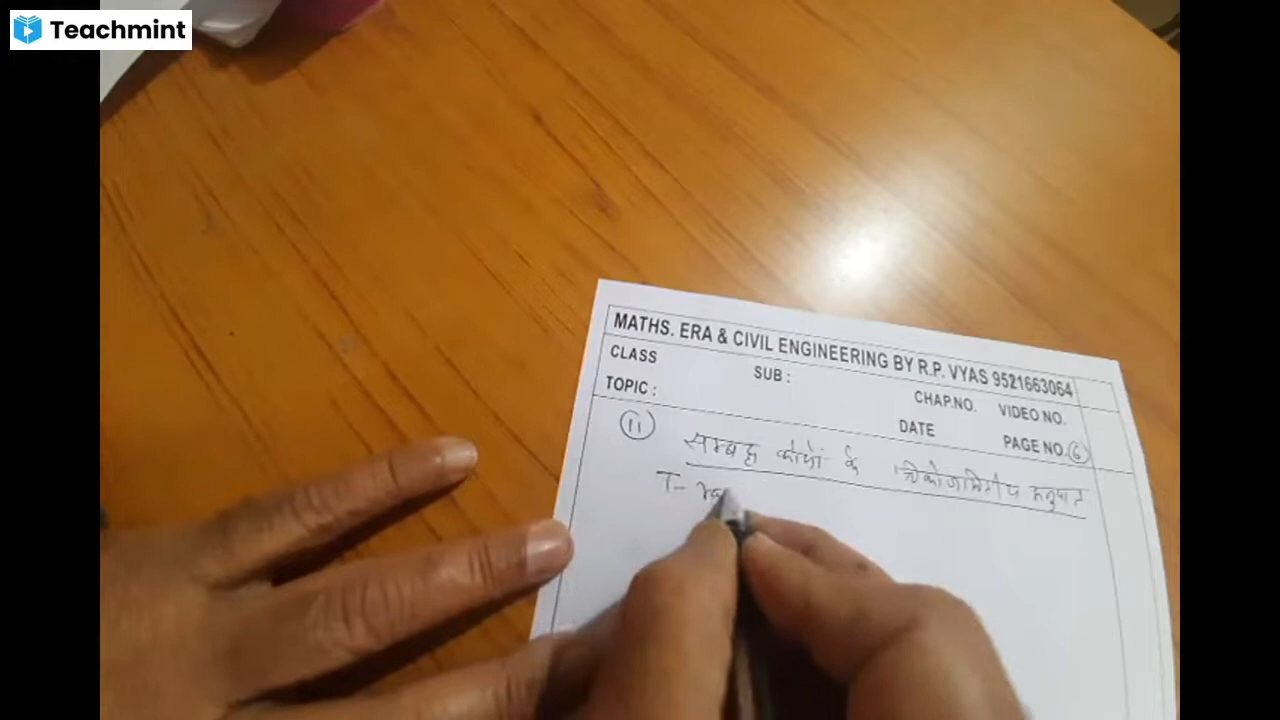 Teachmint
MATHS. ERA & CIVIL ENGINEERING BY R.P. VYAS 9521663064
CLASS SUB : CHAP.NO. VIDEO NO.
TOPIC : DATE PAGE NO. 6
11 सम्बद्ध कोणों के त्रिकोणमितीय अनुपात
T-